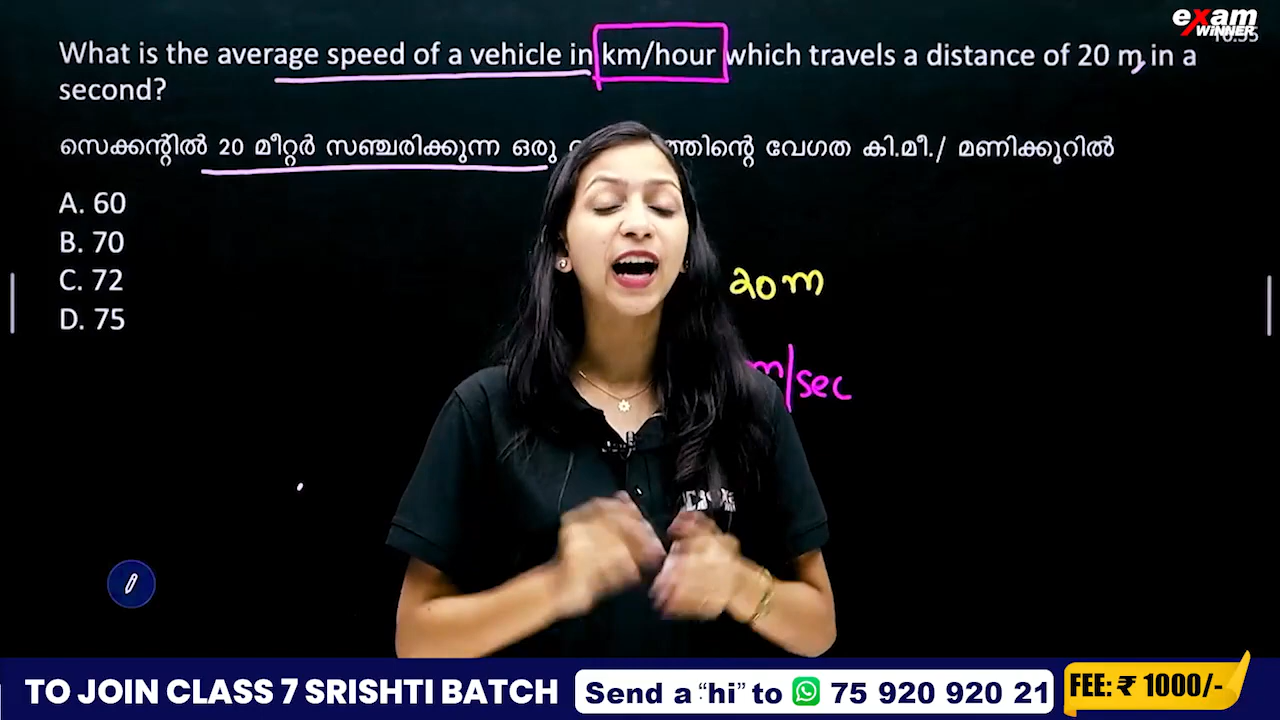 exam
WiNNER
What is the average speed of a vehicle in km/hour which travels a distance of 20 m in a
second?
സെക്കന്റിൽ 20 മീറ്റർ സഞ്ചരിക്കുന്ന ഒരു വേഗത കി.മീ./ മണിക്കൂറിൽ
A. 60
B. 70
C. 72
D. 75
20 m
m/sec
TO JOIN CLASS 7 SRISHTI BATCH
Send a “hi” to 75 920 920 21
FEE: ₹ 1000/-